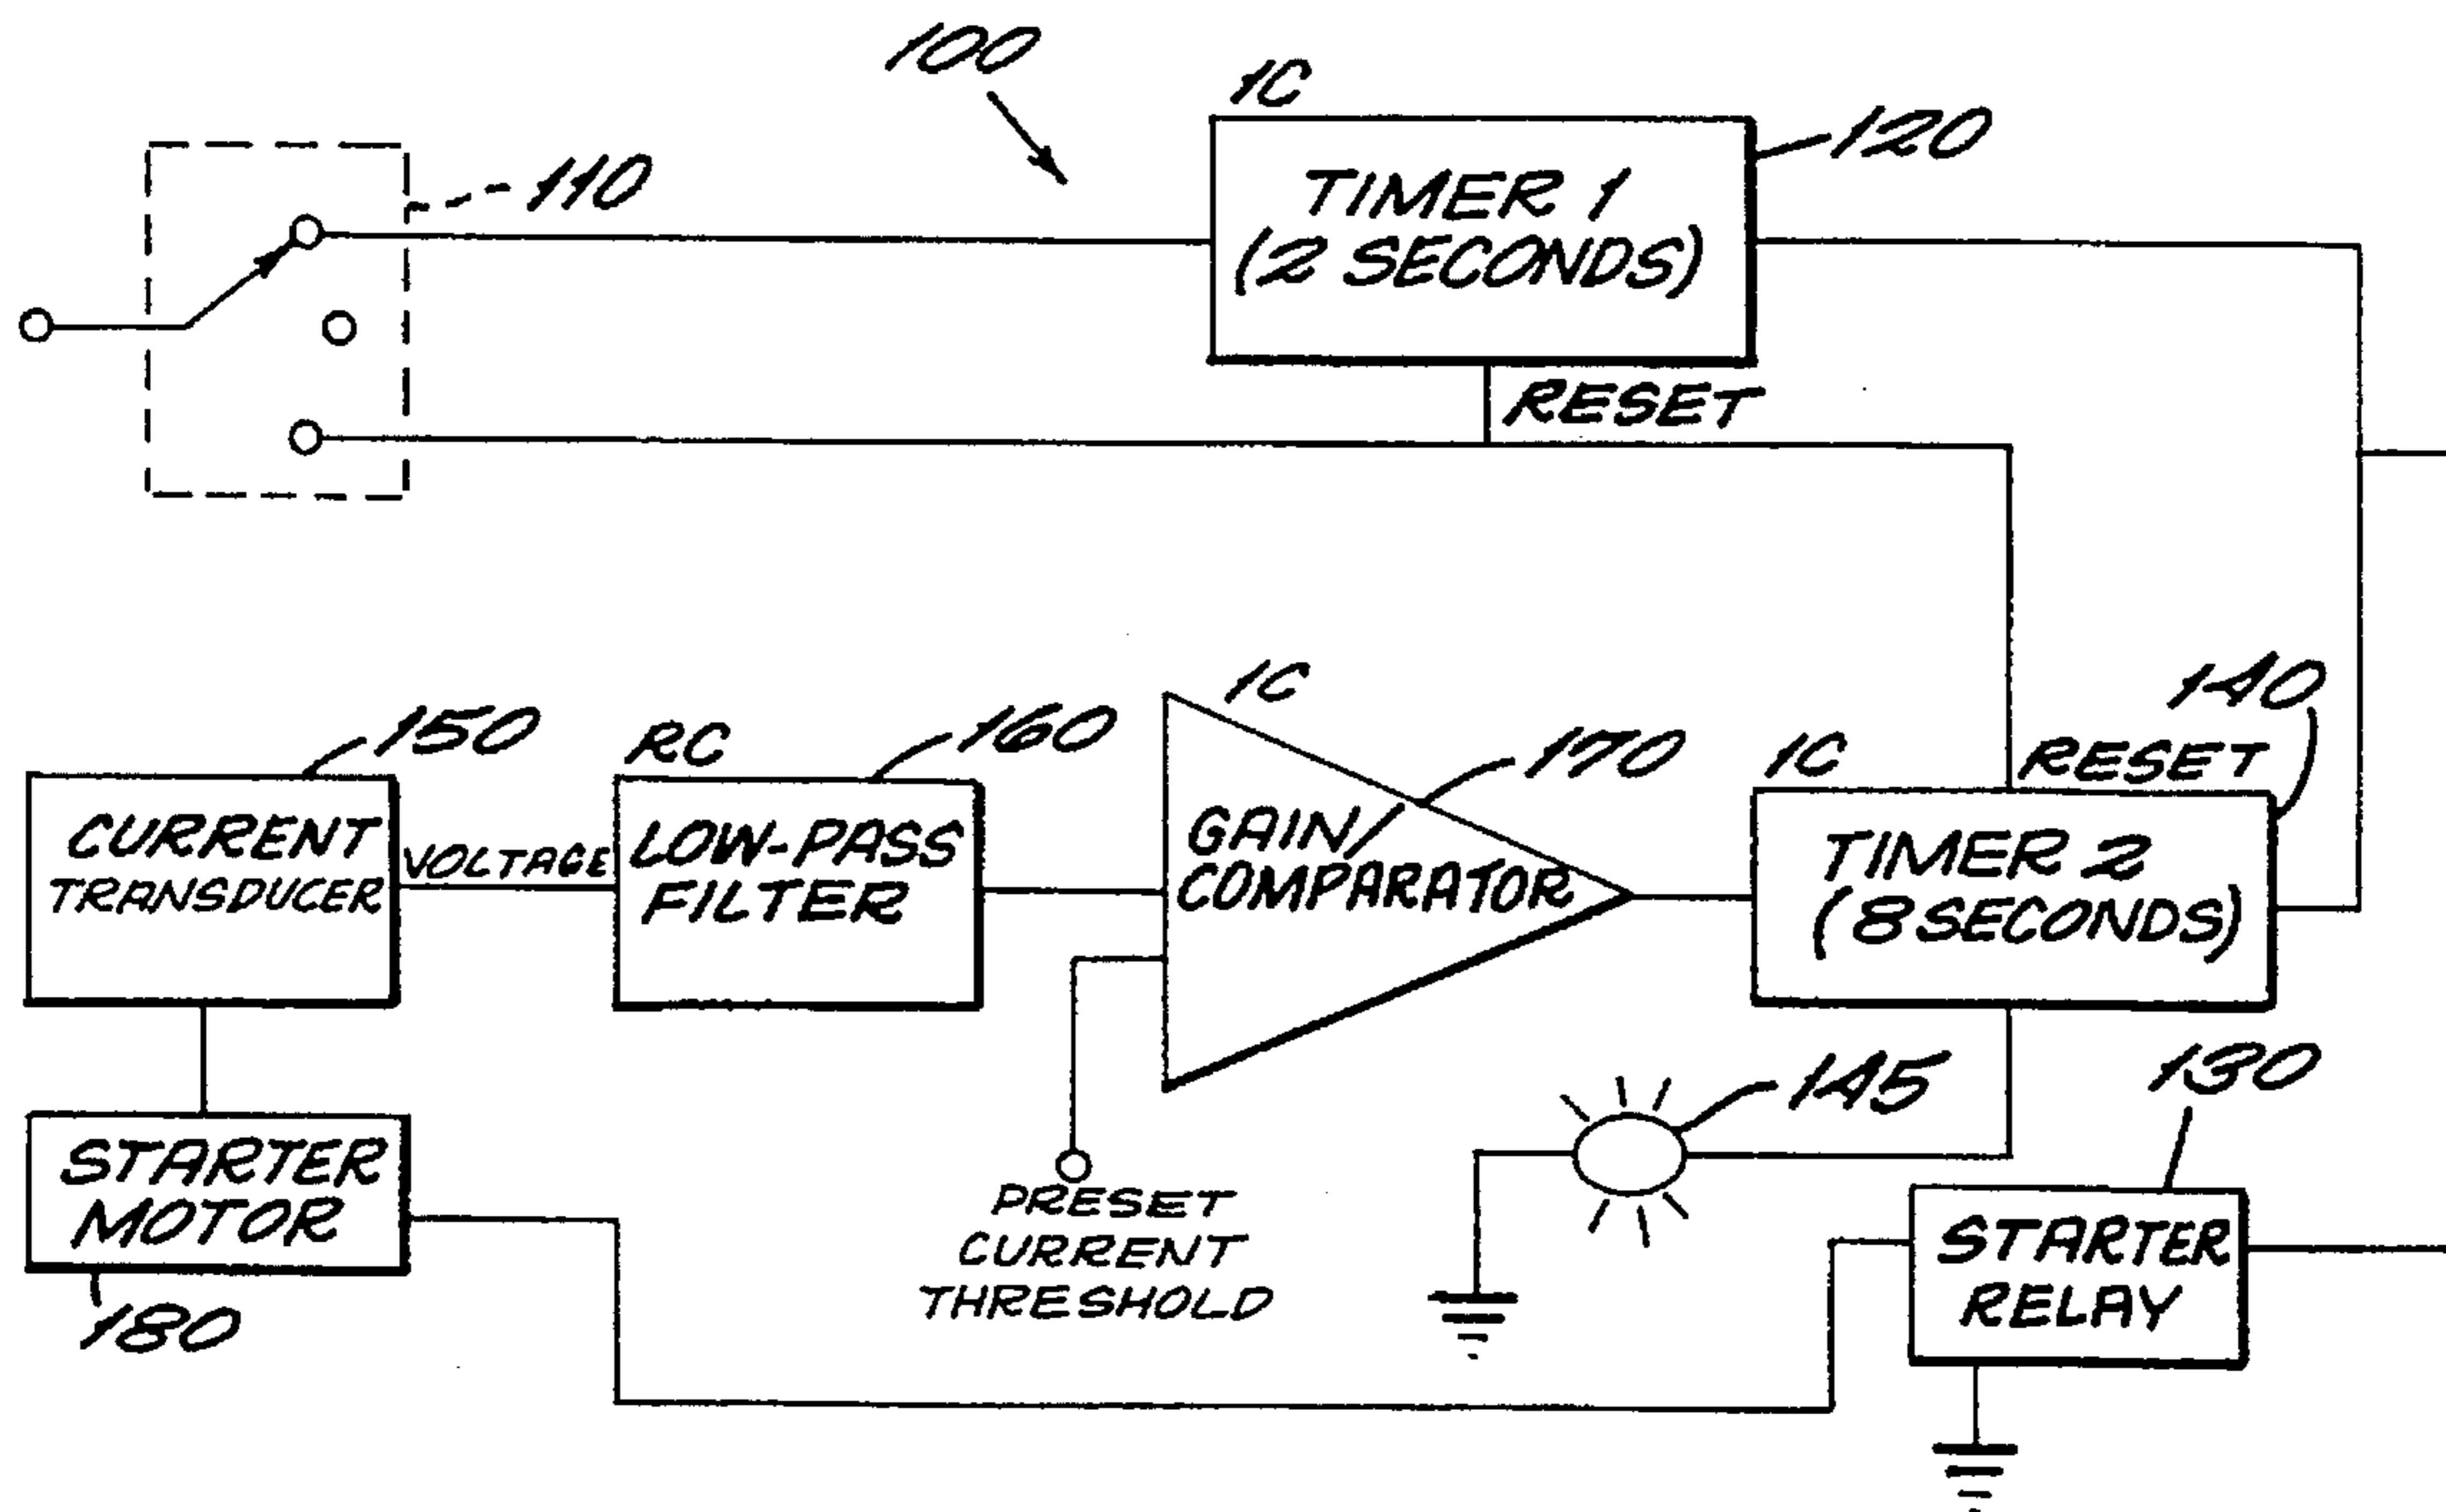 100
1C
120
TIMER 1
(2 SECONDS)
110
RESET
1C
140
150
RC
160
170
1C
RESET
CURRENT
TRANSDUCER
VOLTAGE
LOW-PASS
FILTER
GAIN/
COMPARATOR
TIMER 2
(8 SECONDS)
145
130
STARTER
MOTOR
180
PRESET
CURRENT
THRESHOLD
STARTER
RELAY